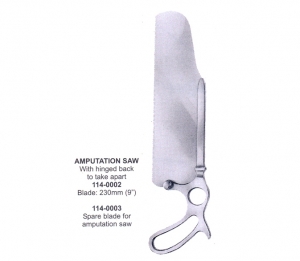 AMPUTATION SAW
With hinged back
to take apart
114-0002
Blade: 230mm (9")
114-0003
Spare blade for
amputation saw